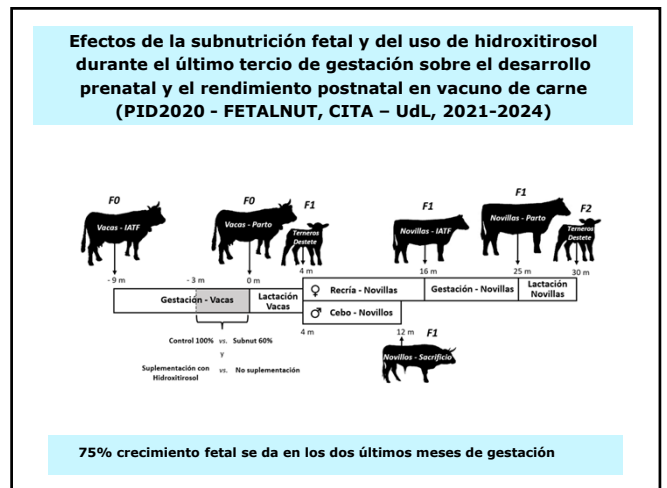 Efectos de la subnutrición fetal y del uso de hidroxitirosol
durante el último tercio de gestación sobre el desarrollo
prenatal y el rendimiento postnatal en vacuno de carne
(PID2020 - FETALNUT, CITA – UdL, 2021-2024)
F0
F0
F1
F1
F1
F2
Vacas - IATF
Vacas - Parto
Terneros
Destete
Novillas - IATF
Novillas - Parto
Terneros
Destete
- 9 m
- 3 m
0 m
4 m
16 m
25 m
30 m
Gestación - Vacas
Lactación
Vacas
♀ Recría - Novillas
Gestación - Novillas
Lactación
Novillas
♂ Cebo - Novillos
Control 100% vs. Subnut 60%
y
Suplementación con
Hidroxitirosol
vs. No suplementación
4 m
12 m
F1
Novillos - Sacrificio
75% crecimiento fetal se da en los dos últimos meses de gestación